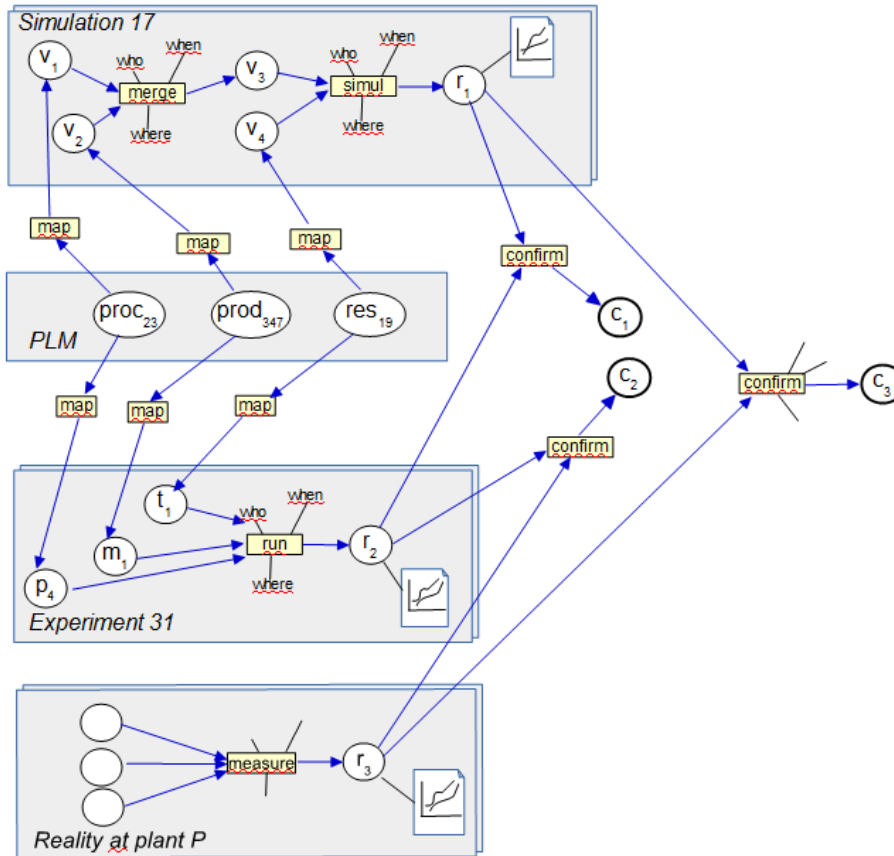 Simulation 17
who
when
v1
merge
v2
where
v3
who
when
simul
v4
where
r1
map
map
map
confirm
proc23
prod347
res19
PLM
c1
c2
confirm
c3
map
map
map
confirm
t1
who
when
m1
run
r2
p4
where
Experiment 31
measure
r3
Reality at plant P